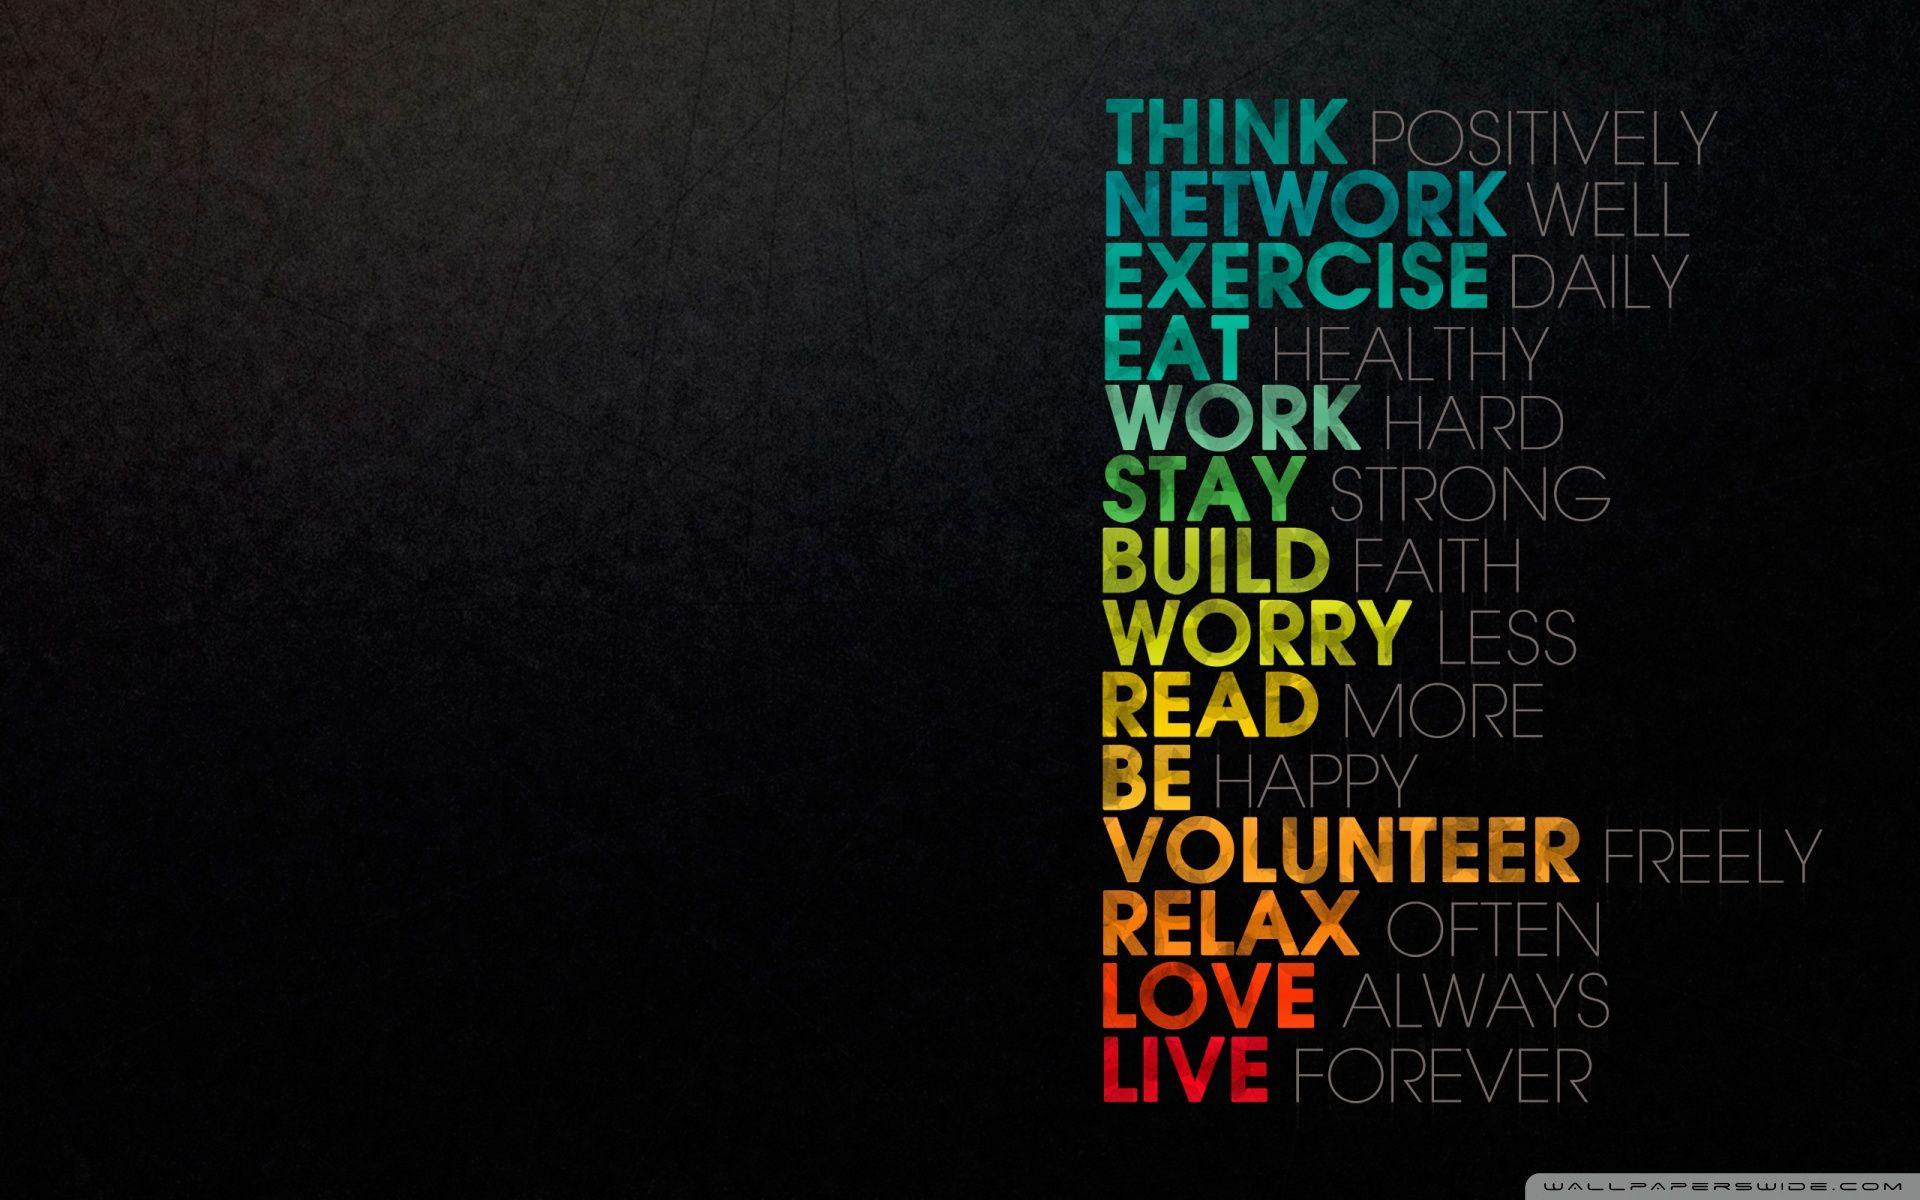 THINK POSITIVELY
NETWORK WELL
EXERCISE DAILY
EAT HEALTHY
WORK HARD
STAY STRONG
BUILD FAITH
WORRY LESS
READ MORE
BE HAPPY
VOLUNTEER FREELY
RELAX OFTEN
LOVE ALWAYS
LIVE FOREVER
WALLPAPERSWIDE.COM